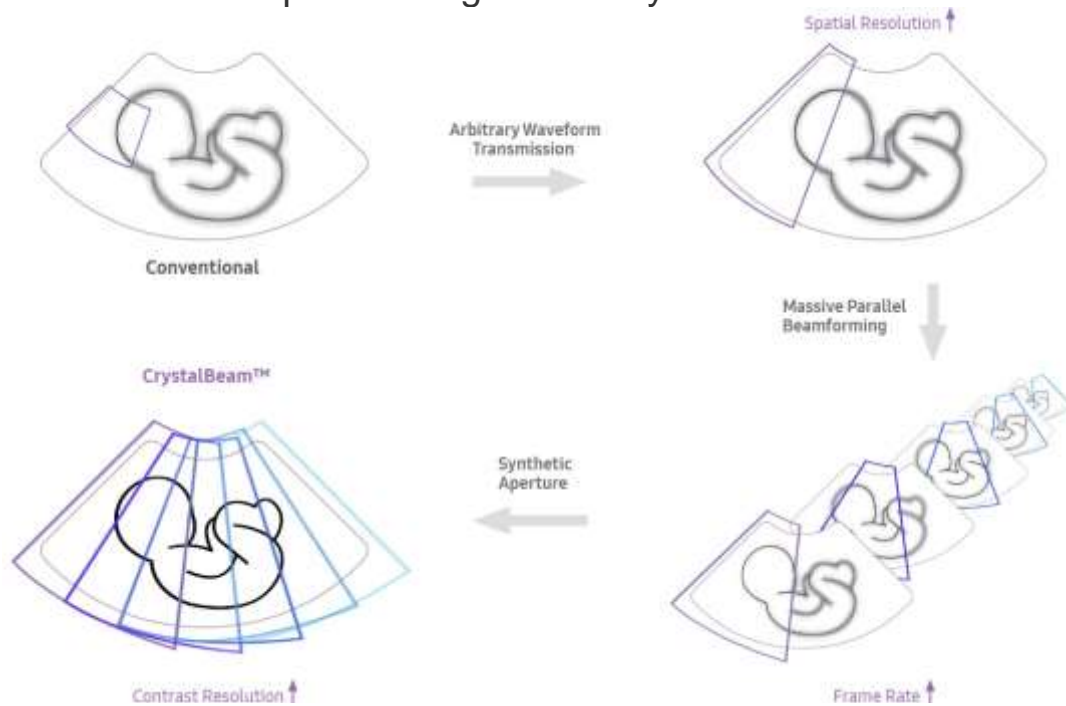 Spatial Resolution ↑
Arbitrary Waveform
Transmission
Conventional
Massive Parallel
Beamforming
CrystalBeam™
Synthetic
Aperture
Contrast Resolution ↑
Frame Rate ↑